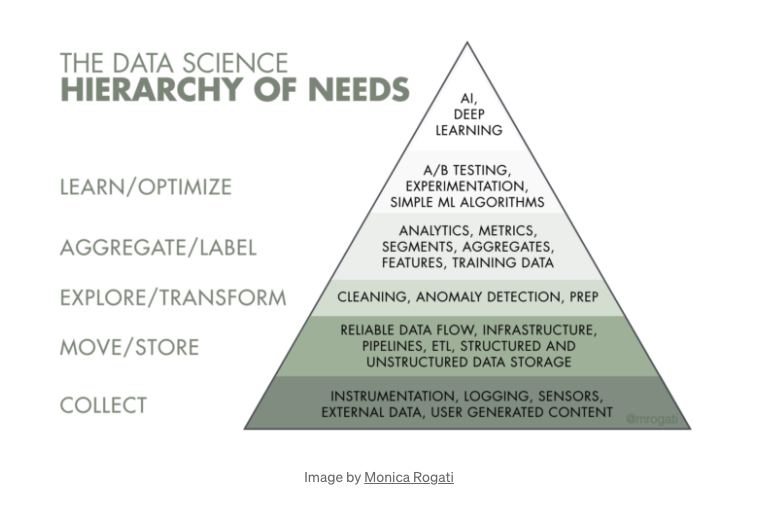 THE DATA SCIENCE
HIERARCHY OF NEEDS
AI,
DEEP
LEARNING
LEARN/OPTIMIZE
A/B TESTING,
EXPERIMENTATION,
SIMPLE ML ALGORITHMS
AGGREGATE/LABEL
ANALYTICS, METRICS,
SEGMENTS, AGGREGATES,
FEATURES, TRAINING DATA
EXPLORE/TRANSFORM
CLEANING, ANOMALY DETECTION, PREP
MOVE/STORE
RELIABLE DATA FLOW, INFRASTRUCTURE,
PIPELINES, ETL, STRUCTURED AND
UNSTRUCTURED DATA STORAGE
COLLECT
INSTRUMENTATION, LOGGING, SENSORS,
EXTERNAL DATA, USER GENERATED CONTENT
@mrogati
Image by Monica Rogati